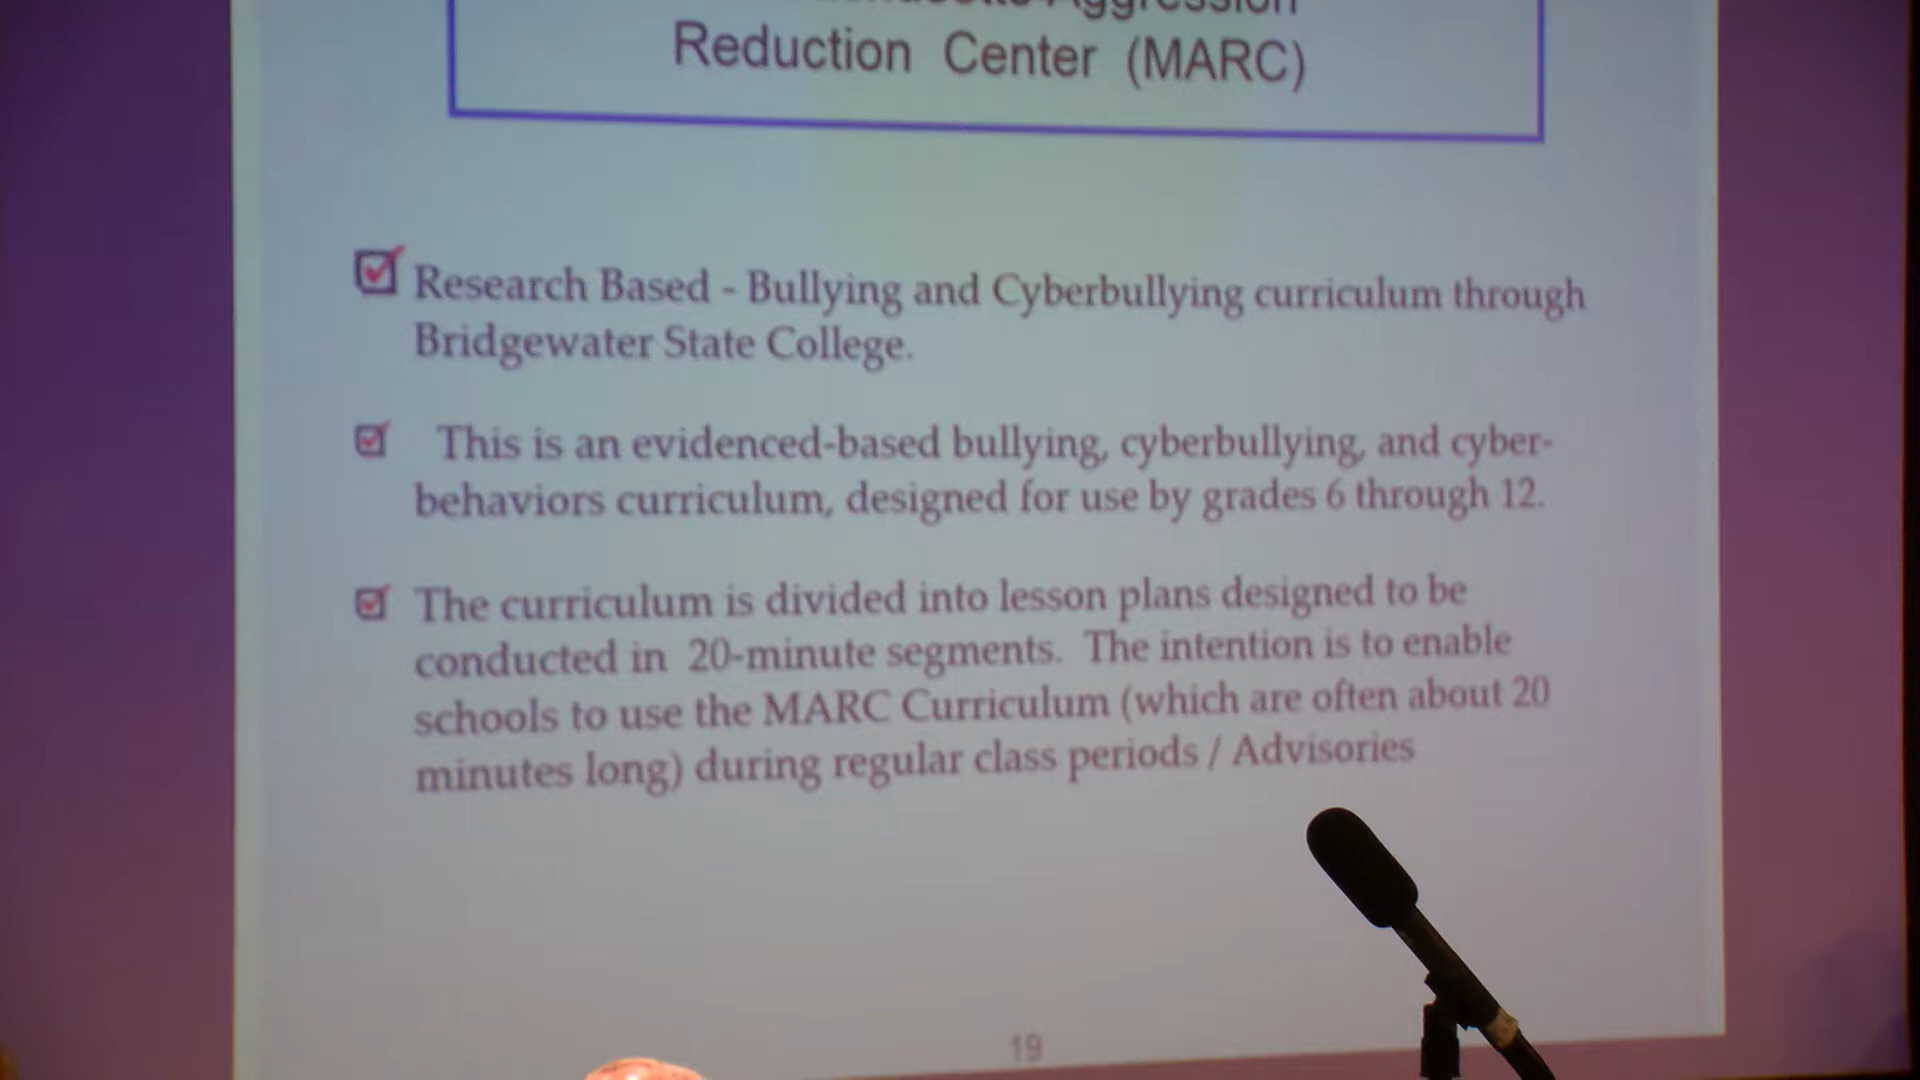 Aggression
Reduction Center (MARC)
Research Based - Bullying and Cyberbullying curriculum through
Bridgewater State College.
This is an evidenced-based bullying, cyberbullying, and cyber-
behaviors curriculum, designed for use by grades 6 through 12.
The curriculum is divided into lesson plans designed to be
conducted in 20-minute segments. The intention is to enable
schools to use the MARC Curriculum (which are often about 20
minutes long) during regular class periods / Advisories
19